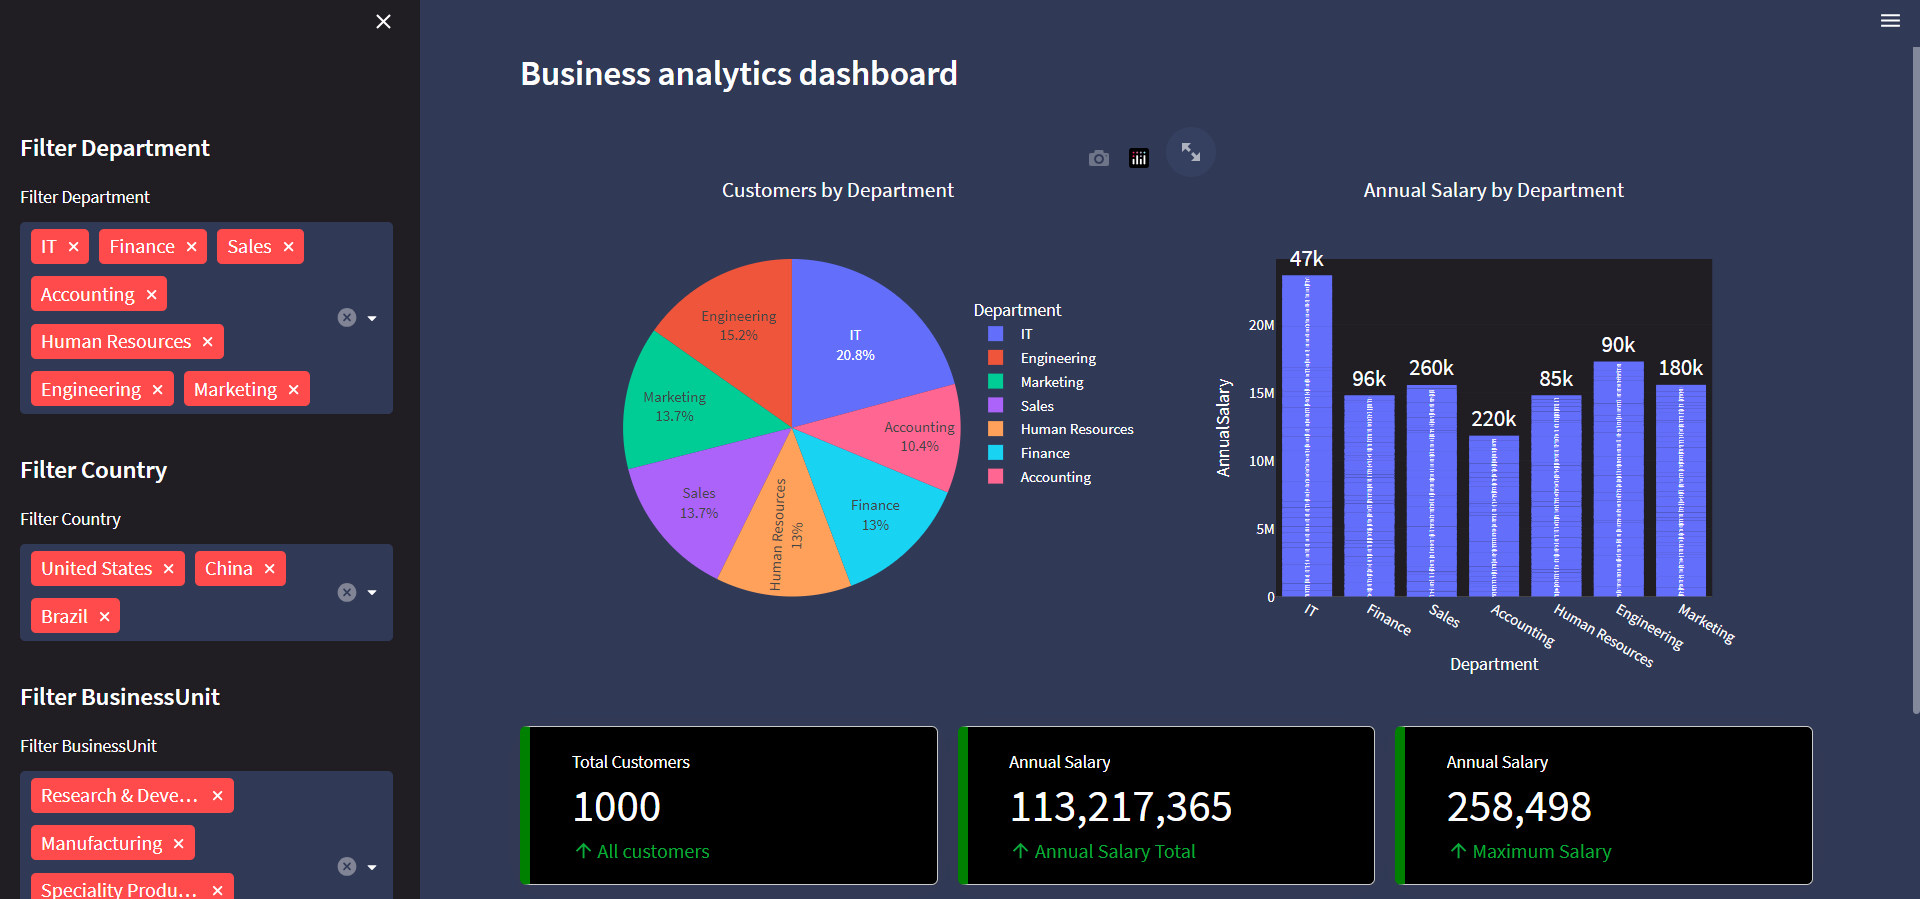 Filter Department
Filter Department
IT Finance Sales
Accounting
Human Resources
Engineering Marketing
Filter Country
Filter Country
United States China
Brazil
Filter BusinessUnit
Filter BusinessUnit
Research & Deve...
Manufacturing
Speciality Produ...
Business analytics dashboard
Customers by Department
Engineering
15.2%
IT
20.8%
Marketing
13.7%
Accounting
10.4%
Sales
13.7%
Human Resources
13%
Finance
13%
Department
IT
Engineering
Marketing
Sales
Human Resources
Finance
Accounting
Annual Salary by Department
47k
96k
260k
220k
85k
90k
180k
AnnualSalary
20M
15M
10M
5M
0
IT
Finance
Sales
Accounting
Human Resources
Engineering
Marketing
Department
Total Customers
1000
↑ All customers
Annual Salary
113,217,365
↑ Annual Salary Total
Annual Salary
258,498
↑ Maximum Salary